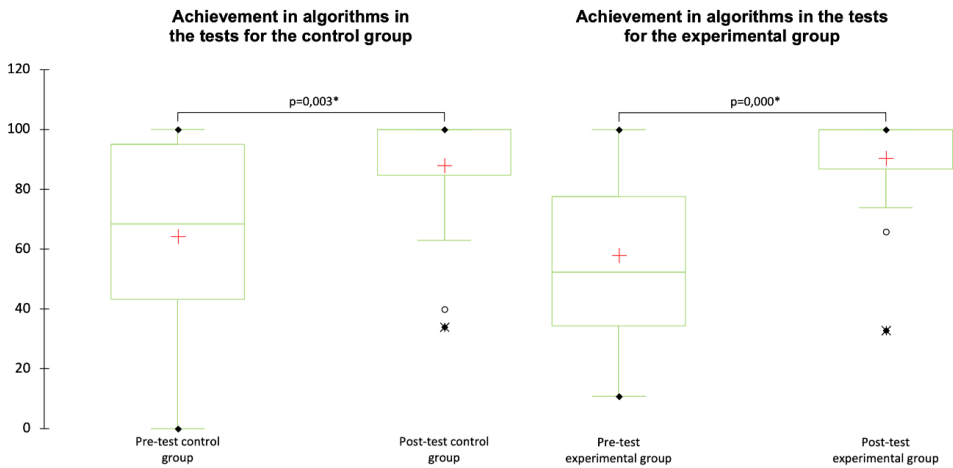 Achievement in algorithms in
the tests for the control group
Achievement in algorithms in the tests
for the experimental group
120
100
80
60
40
20
0
p=0,003*
p=0,000*
Pre-test control
group
Post-test control
group
Pre-test
experimental group
Post-test
experimental group